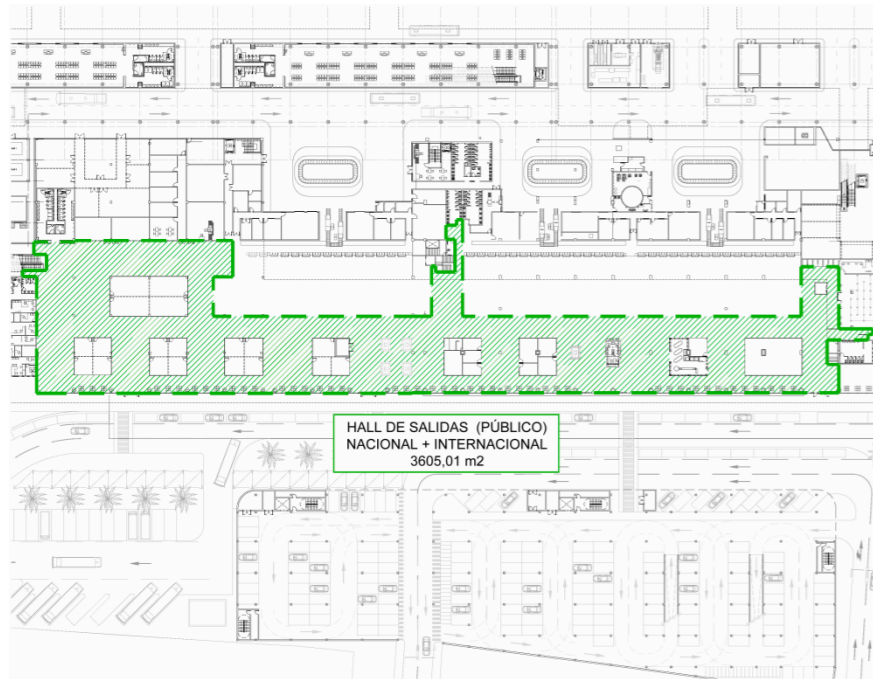 HALL DE SALIDAS (PÚBLICO)
NACIONAL + INTERNACIONAL
3605,01 m2